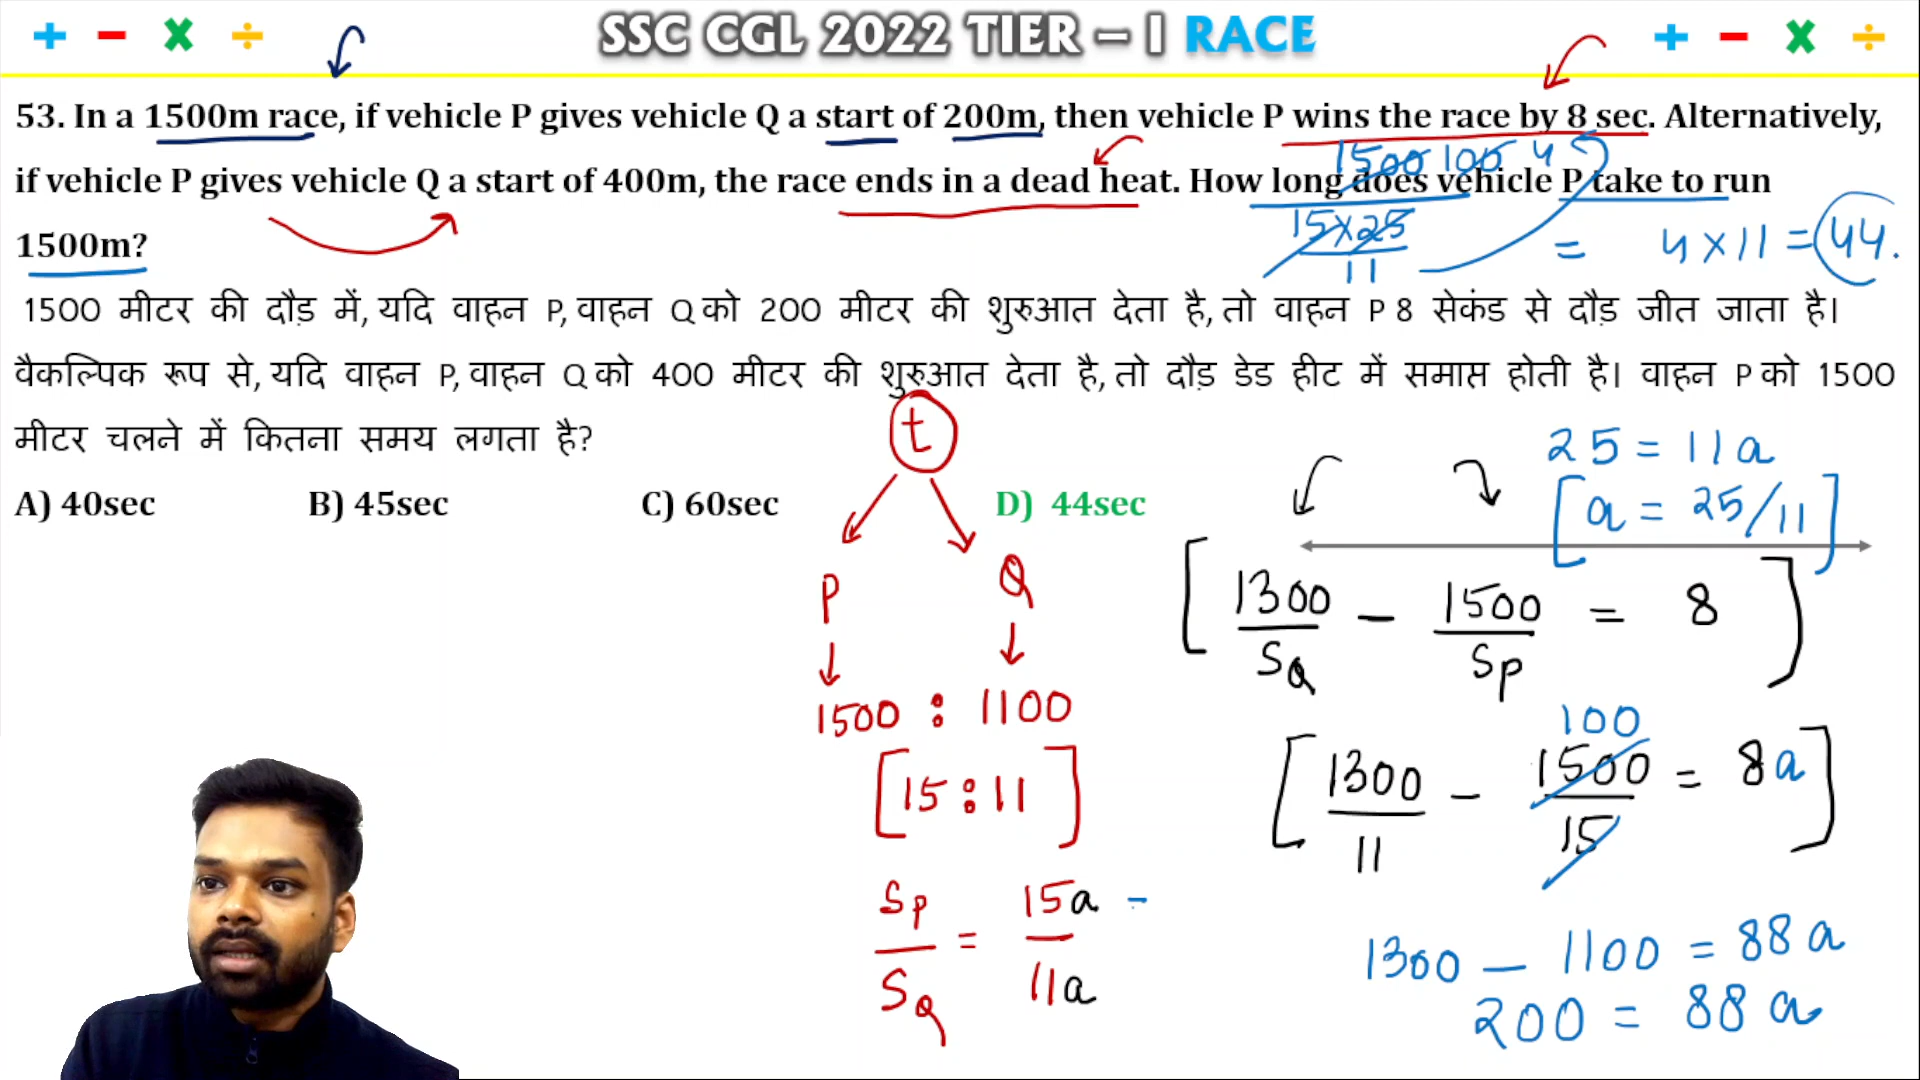 + - × ÷ SSC CGL 2022 TIER – I RACE + - × ÷
53. In a 1500m race, if vehicle P gives vehicle Q a start of 200m, then vehicle P wins the race by 8 sec. Alternatively,
if vehicle P gives vehicle Q a start of 400m, the race ends in a dead heat. How long does vehicle P take to run
1500m?
1500 100 4
15×25
11
= 4×11 = 44.
1500 मीटर की दौड़ में, यदि वाहन P, वाहन Q को 200 मीटर की शुरुआत देता है, तो वाहन P 8 सेकंड से दौड़ जीत जाता है।
वैकल्पिक रूप से, यदि वाहन P, वाहन Q को 400 मीटर की शुरुआत देता है, तो दौड़ डेड हीट में समाप्त होती है। वाहन P को 1500
मीटर चलने में कितना समय लगता है?
A) 40sec B) 45sec C) 60sec D) 44sec
t
P Q
1500 : 1100
[15 : 11]
Sp = 15a -
SQ 11a
25 = 11a
[a = 25/11]
[1300 - 1500 = 8]
SQ Sp
100
[1300 - 1500 = 8a]
11 15
1300 - 1100 = 88a
200 = 88a